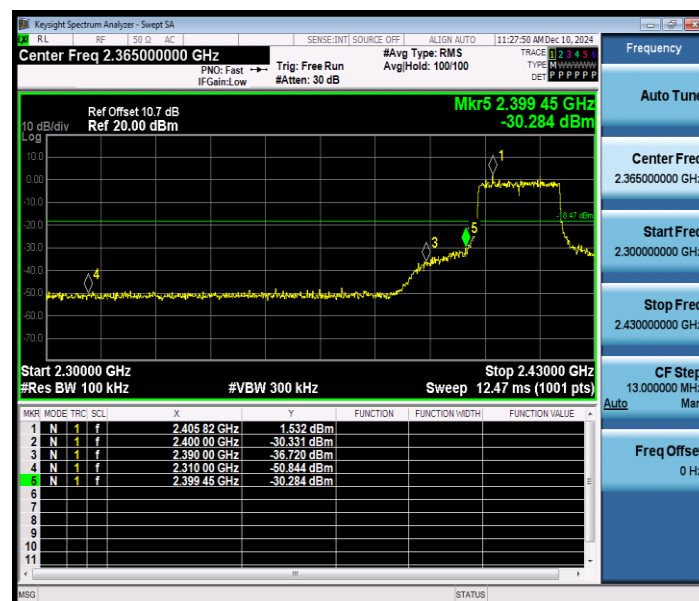 Keysight Spectrum Analyzer - Swept SA
RL RF 50 Ω AC SENSE:INT SOURCE OFF ALIGN AUTO 11:27:50 AM Dec 10, 2024
Center Freq 2.365000000 GHz
PNO: Fast
IFGain:Low
Trig: Free Run
#Atten: 30 dB
#Avg Type: RMS
Avg|Hold: 100/100
TRACE 1 2 3 4 5 6
TYPE M W W W W W
DET P P P P P P
Ref Offset 10.7 dB
10 dB/div Ref 20.00 dBm
Log
Mkr5 2.399 45 GHz
-30.284 dBm
10.0
0.00
-10.0
-20.0
-30.0
-40.0
-50.0
-60.0
-70.0
1
3
4
5
-18.47 dBm
Start 2.30000 GHz Stop 2.43000 GHz
#Res BW 100 kHz #VBW 300 kHz Sweep 12.47 ms (1001 pts)
MKR MODE TRC SCL X Y FUNCTION FUNCTION WIDTH FUNCTION VALUE
1 N 1 f 2.405 82 GHz 1.532 dBm
2 N 1 f 2.400 00 GHz -30.331 dBm
3 N 1 f 2.390 00 GHz -36.720 dBm
4 N 1 f 2.310 00 GHz -50.844 dBm
5 N 1 f 2.399 45 GHz -30.284 dBm
6
7
8
9
10
11
MSG STATUS
Frequency
Auto Tune
Center Freq
2.365000000 GHz
Start Freq
2.300000000 GHz
Stop Freq
2.430000000 GHz
CF Step
13.000000 MHz
Auto Man
Freq Offset
0 Hz